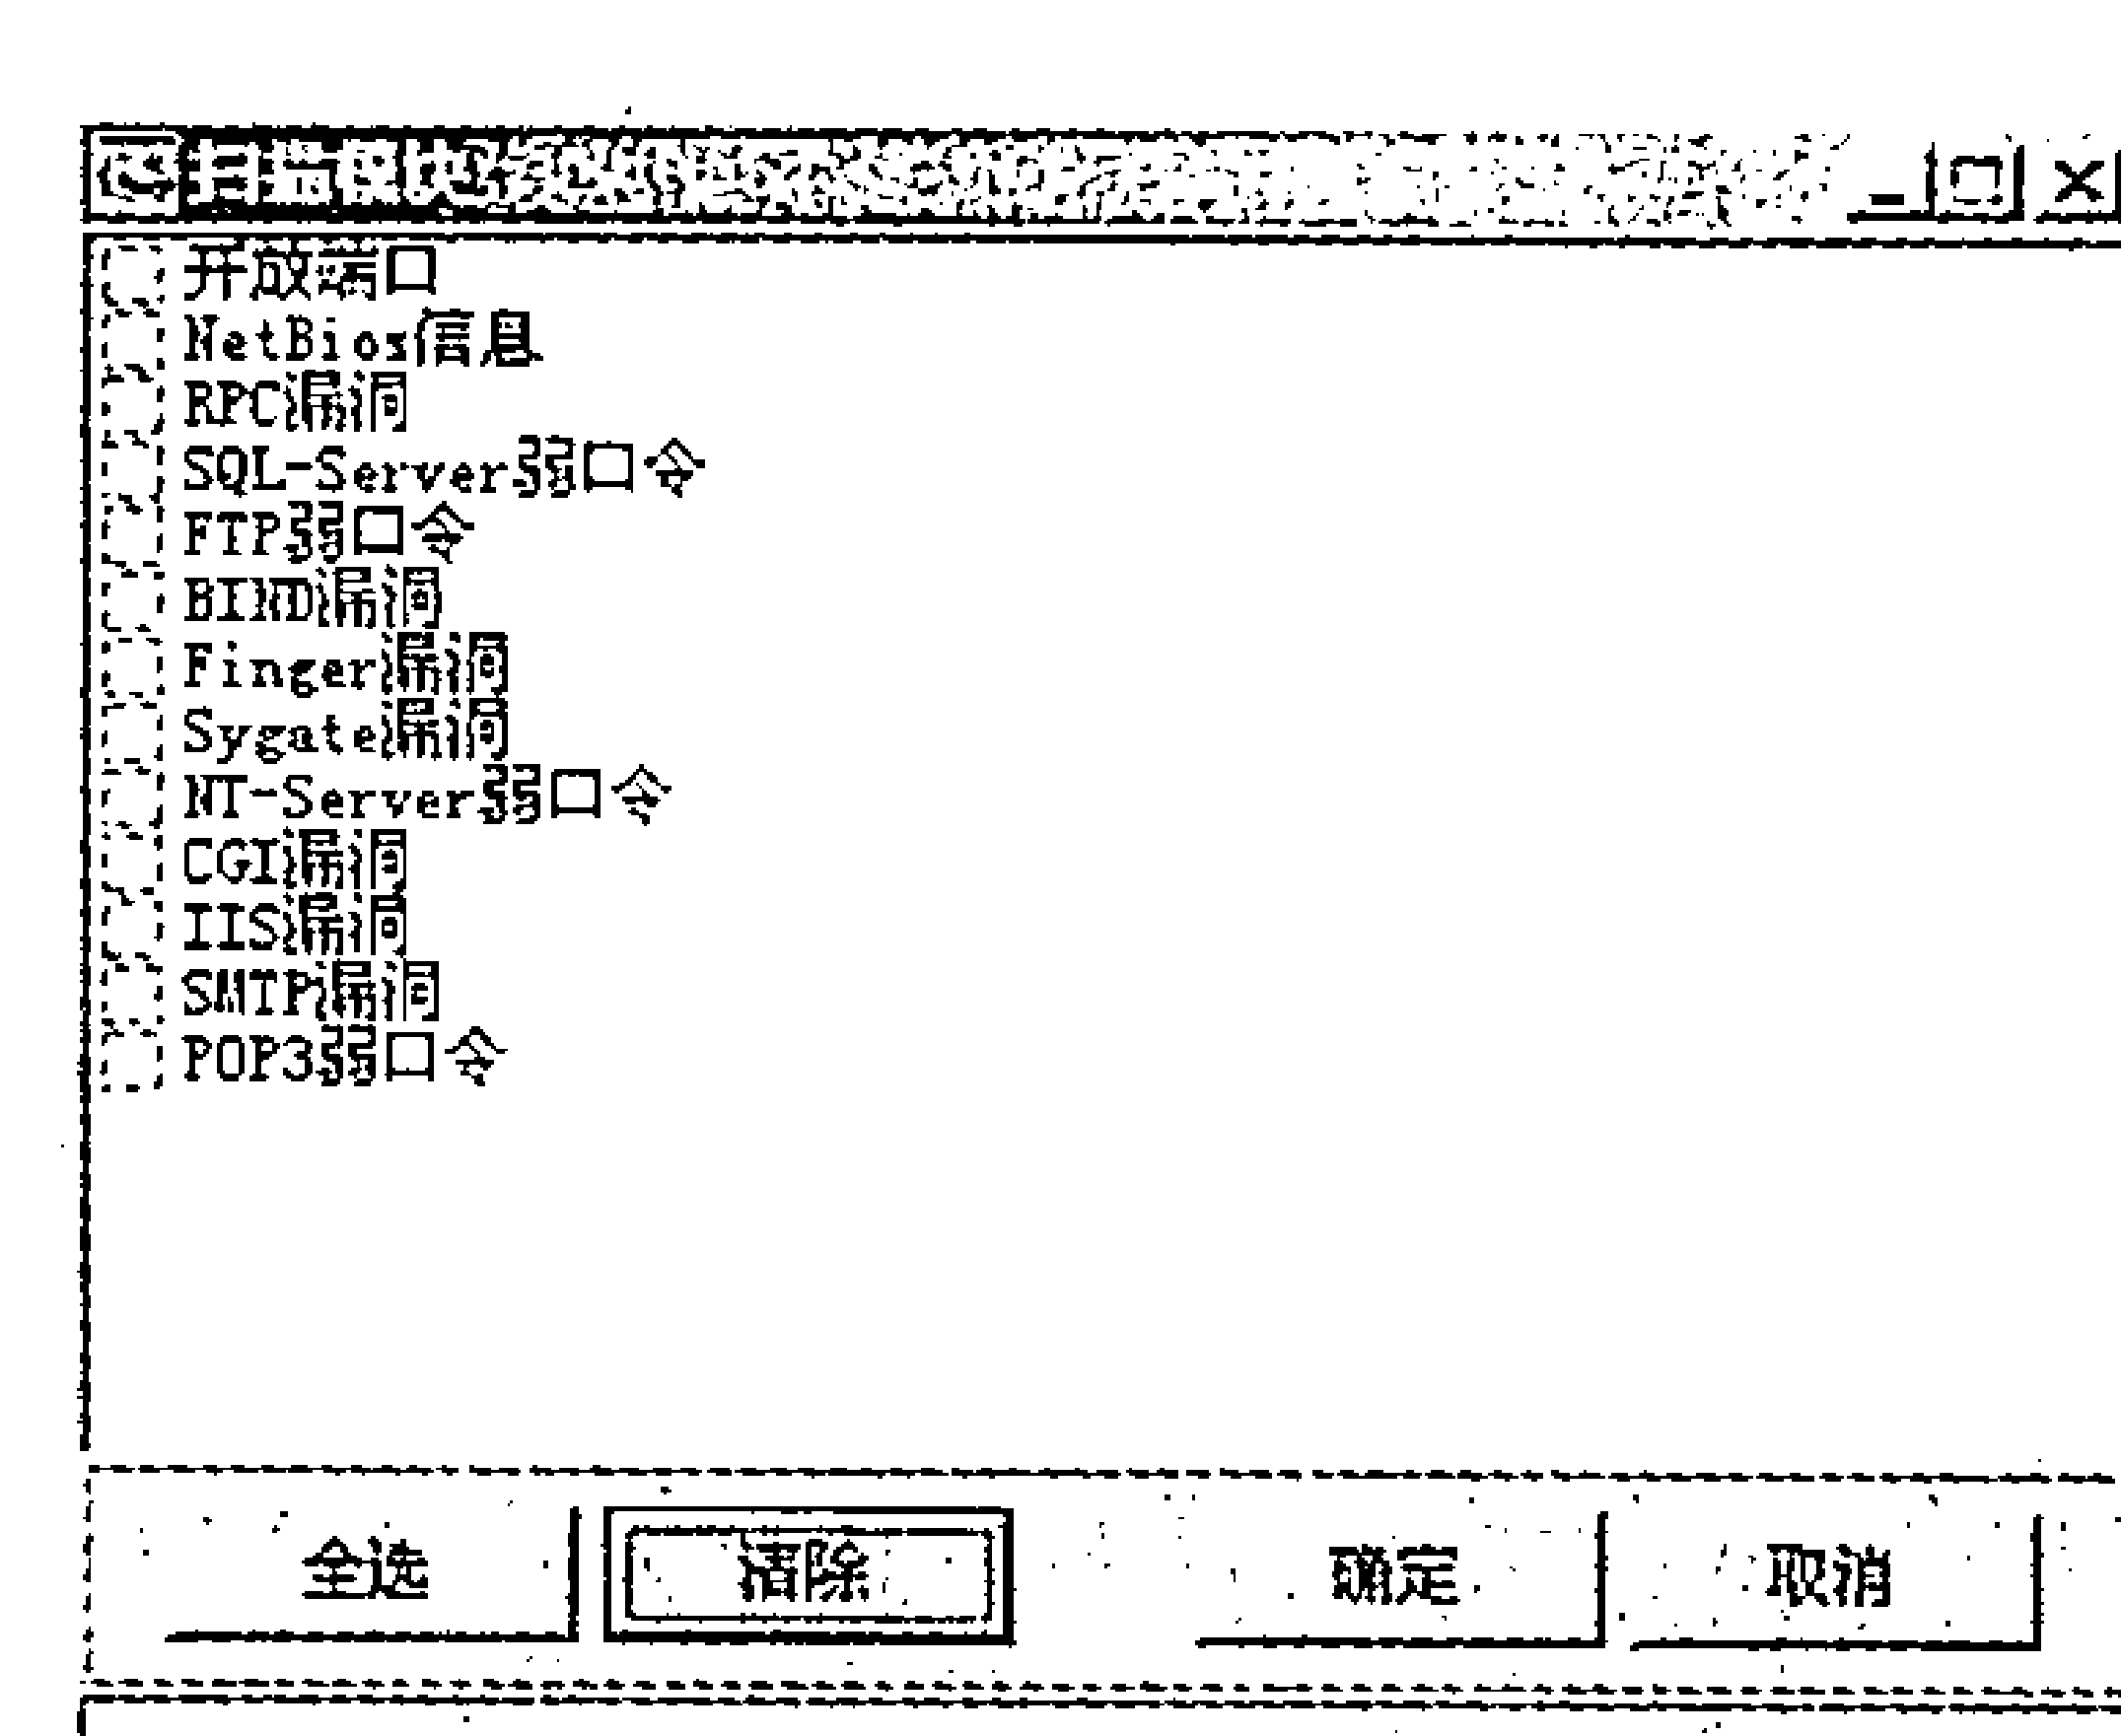 开放端口
NetBios信息
RPC漏洞
SQL-Server弱口令
FTP弱口令
BIND漏洞
Finger漏洞
Sygate漏洞
NT-Server弱口令
CGI漏洞
IIS漏洞
SMTP漏洞
POP3弱口令
全选 清除 确定 取消